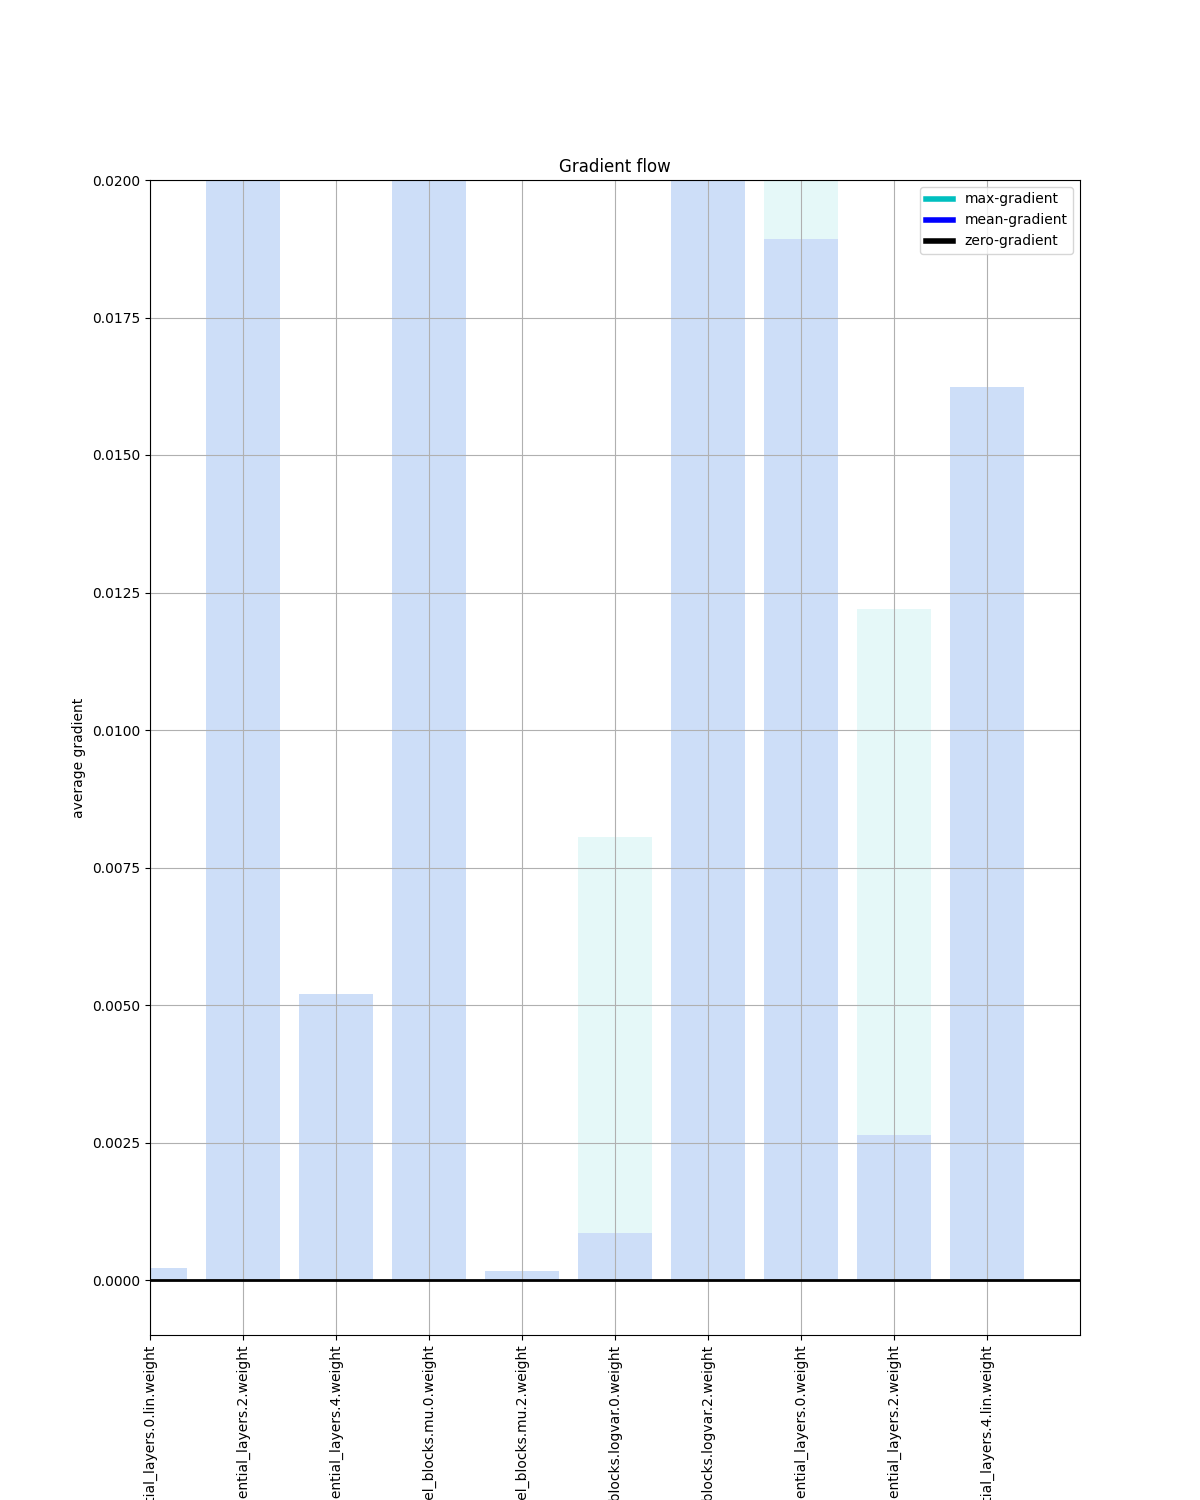 Gradient flow
max-gradient
mean-gradient
zero-gradient
0.0200
0.0175
0.0150
0.0125
0.0100
0.0075
0.0050
0.0025
0.0000
average gradient
tial_layers.0.lin.weight
ential_layers.2.weight
ential_layers.4.weight
el_blocks.mu.0.weight
el_blocks.mu.2.weight
blocks.logvar.0.weight
blocks.logvar.2.weight
ential_layers.0.weight
ential_layers.2.weight
tial_layers.4.lin.weight